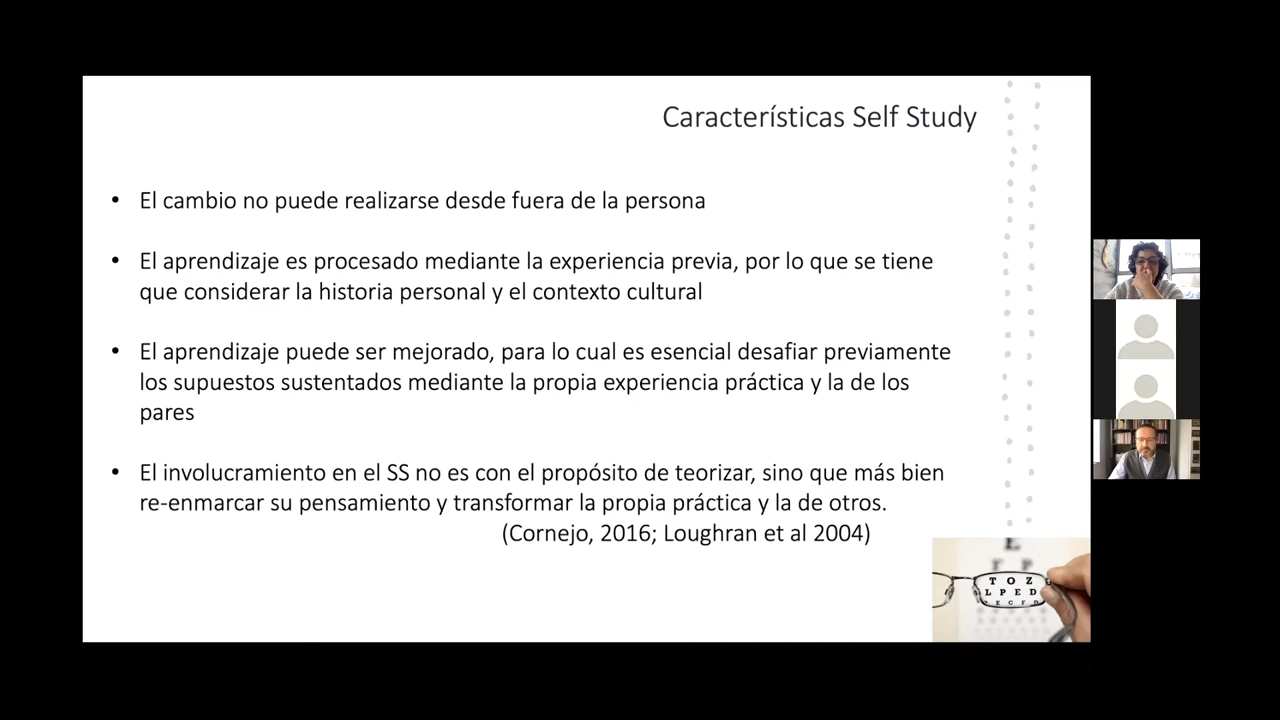 Características Self Study
• El cambio no puede realizarse desde fuera de la persona
• El aprendizaje es procesado mediante la experiencia previa, por lo que se tiene
que considerar la historia personal y el contexto cultural
• El aprendizaje puede ser mejorado, para lo cual es esencial desafiar previamente
los supuestos sustentados mediante la propia experiencia práctica y la de los
pares
• El involucramiento en el SS no es con el propósito de teorizar, sino que más bien
re-enmarcar su pensamiento y transformar la propia práctica y la de otros.
(Cornejo, 2016; Loughran et al 2004)
T O Z
L P E D